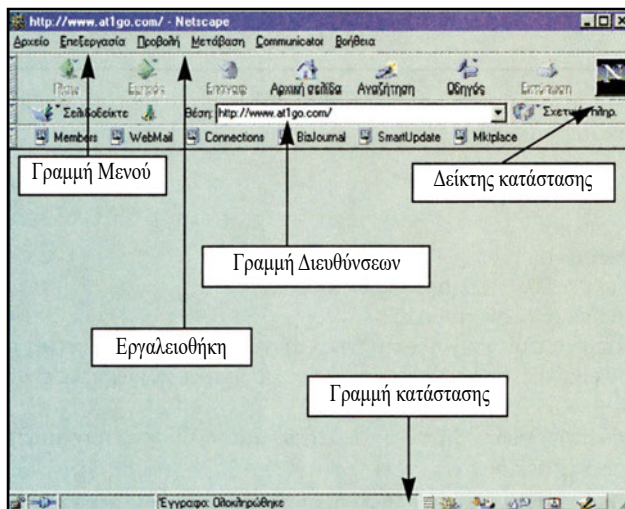 http://www.at1go.com/ - Netscape
Αρχείο Επεξεργασία Προβολή Μετάβαση Communicator Βοήθεια
Πίσω Εμπρός Επαναφ Αρχική σελίδα Αναζήτηση Οδηγός Εκτύπωση
N
Σελιδοδείκτε Θέση: http://www.at1go.com/ Σχετικ πληρ.
Members WebMail Connections BizJournal SmartUpdate Mktplace
Γραμμή Μενού
Δείκτης κατάστασης
Γραμμή Διευθύνσεων
Εργαλειοθήκη
Γραμμή κατάστασης
Έγγραφο: Ολοκληρώθηκε